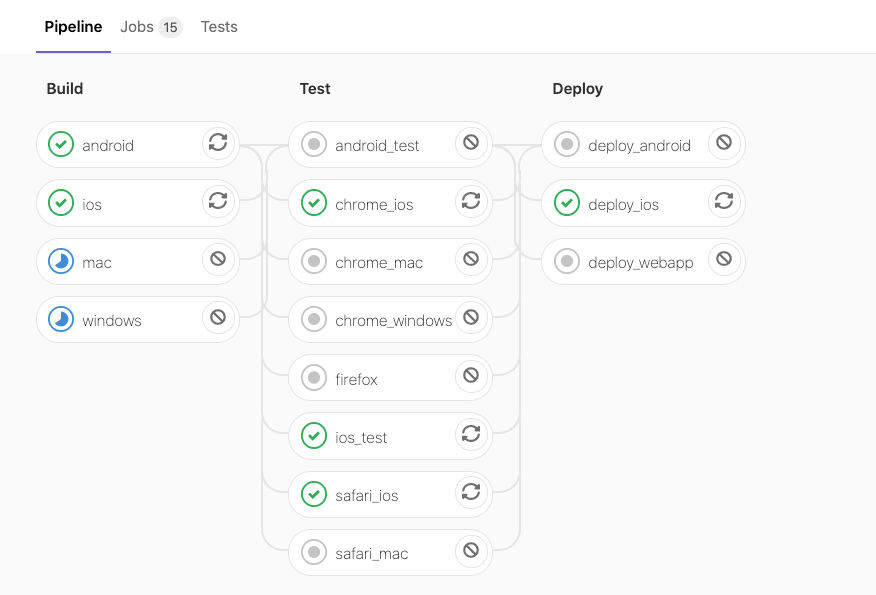 Pipeline Jobs 15 Tests
Build Test Deploy
android android_test deploy_android
ios chrome_ios deploy_ios
mac chrome_mac deploy_webapp
windows chrome_windows
firefox
ios_test
safari_ios
safari_mac